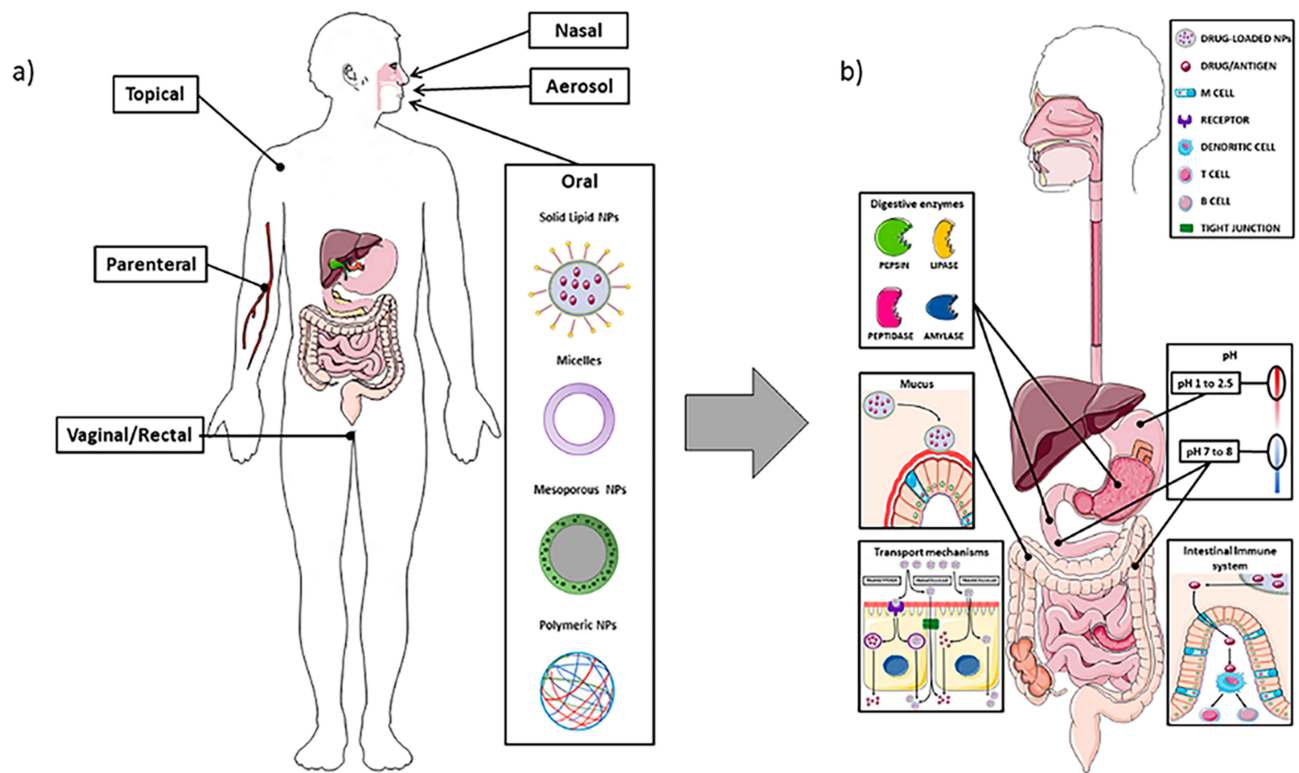 a)
Nasal
Aerosol
Topical
Parenteral
Vaginal/Rectal
Oral
Solid Lipid NPs
Micelles
Mesoporous NPs
Polymeric NPs
b)
DRUG-LOADED NPs
DRUG/ANTIGEN
M CELL
RECEPTOR
DENDRITIC CELL
T CELL
B CELL
TIGHT JUNCTION
Digestive enzymes
PEPSIN
LIPASE
PEPTIDASE
AMYLASE
Mucus
Transport mechanisms
pH
pH 1 to 2.5
pH 7 to 8
Intestinal Immune
system